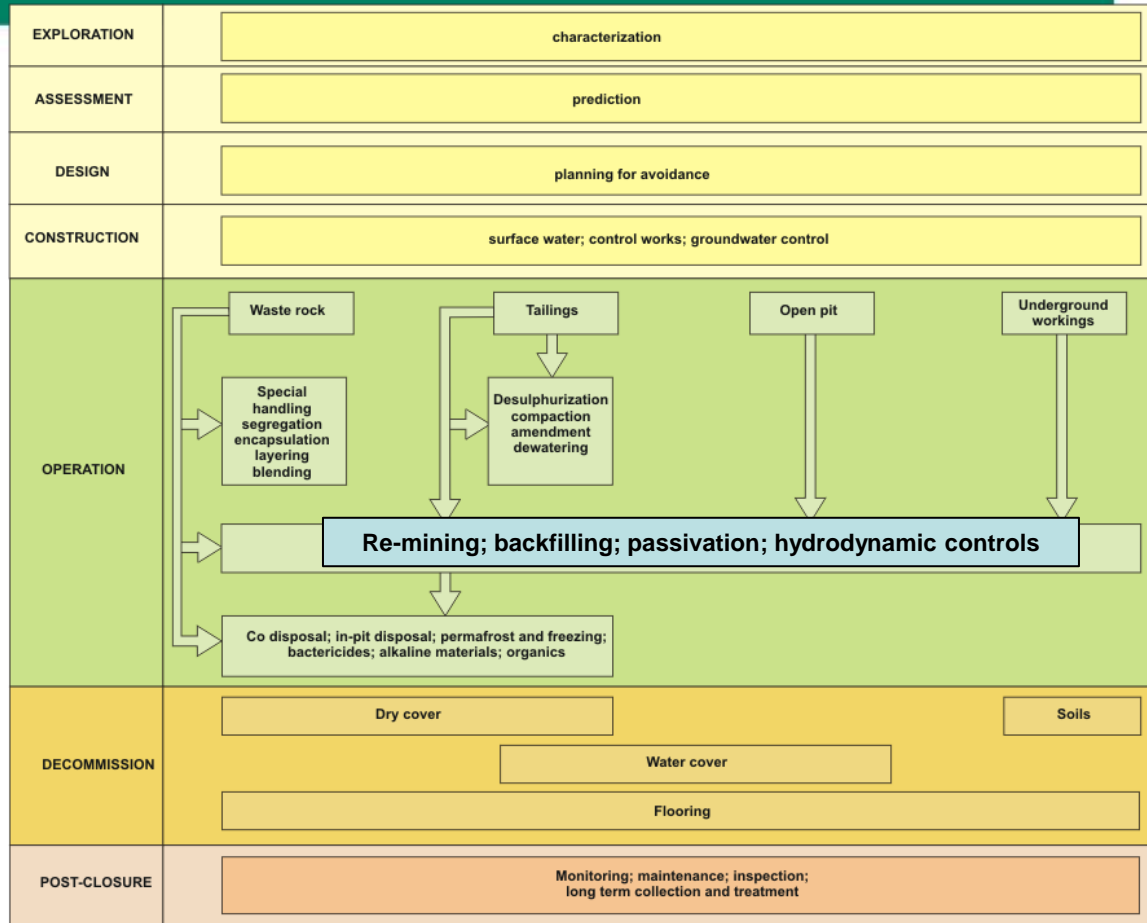 EXPLORATION
characterization
ASSESSMENT
prediction
DESIGN
planning for avoidance
CONSTRUCTION
surface water; control works; groundwater control
OPERATION
Waste rock
Tailings
Open pit
Underground
workings
Special
handling
segregation
encapsulation
layering
blending
Desulphurization
compaction
amendment
dewatering
Re-mining; backfilling; passivation; hydrodynamic controls
Co disposal; in-pit disposal; permafrost and freezing;
bactericides; alkaline materials; organics
DECOMMISSION
Dry cover
Soils
Water cover
Flooring
POST-CLOSURE
Monitoring; maintenance; inspection;
long term collection and treatment